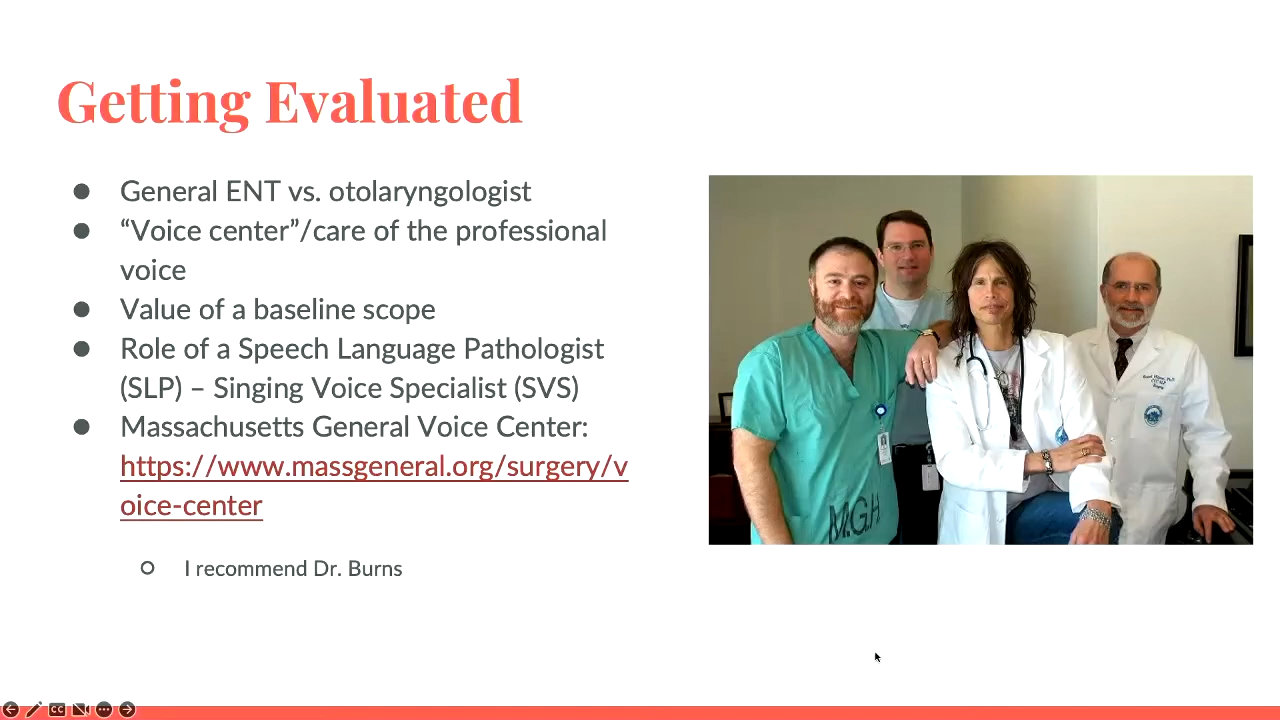 Getting Evaluated
● General ENT vs. otolaryngologist
● “Voice center”/care of the professional
voice
● Value of a baseline scope
● Role of a Speech Language Pathologist
(SLP) – Singing Voice Specialist (SVS)
● Massachusetts General Voice Center:
https://www.massgeneral.org/surgery/v
oice-center
○ I recommend Dr. Burns
M.G.H
CC